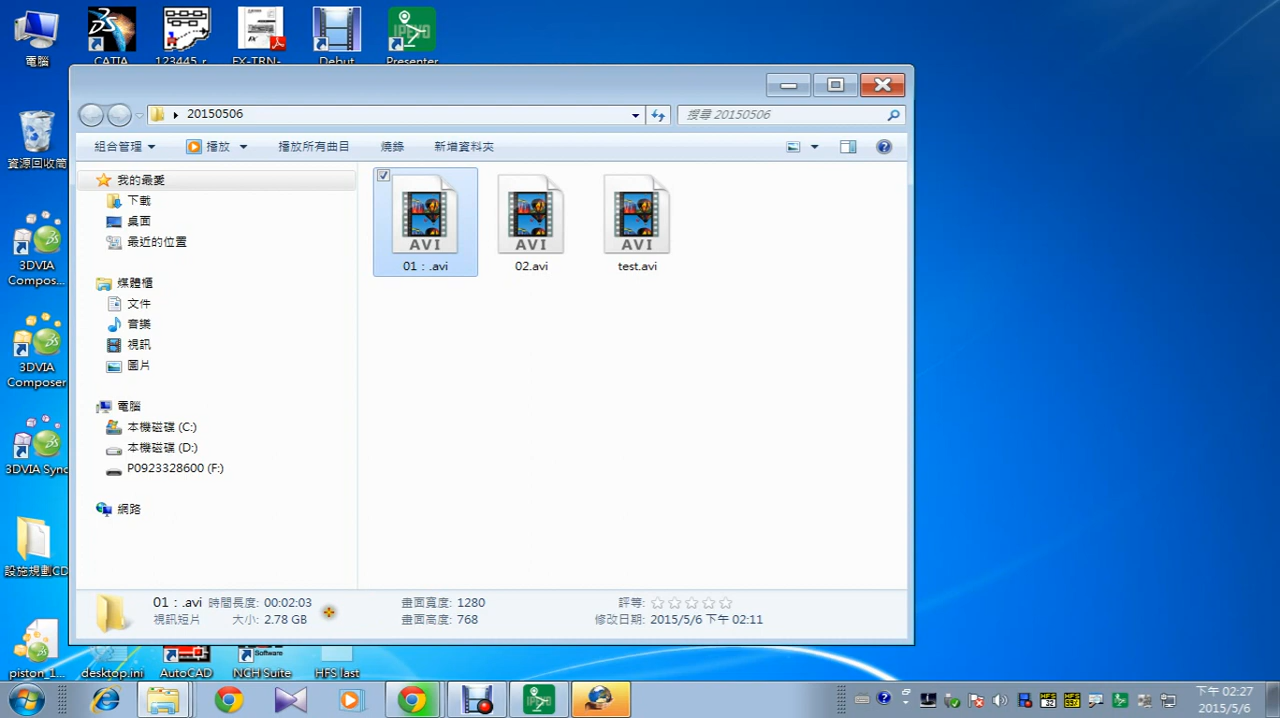 電腦
CATIA
123445_r
FX-TRN-
Debut
Presenter
IPEVO
資源回收筒
3DVIA
Compos...
3DVIA
Composer
3DVIA Sync
設施規劃CD
piston_1...
desktop.ini
AutoCAD
NCH Suite
HFS last
20150506
搜尋 20150506
組合管理
播放
播放所有曲目
燒錄
新增資料夾
我的最愛
下載
桌面
最近的位置
媒體櫃
文件
音樂
視訊
圖片
電腦
本機磁碟 (C:)
本機磁碟 (D:)
P0923328600 (F:)
網路
AVI
01：.avi
AVI
02.avi
AVI
test.avi
01：.avi 時間長度: 00:02:03
視訊短片 大小: 2.78 GB
畫面寬度: 1280
畫面高度: 768
評等:
修改日期: 2015/5/6 下午 02:11
下午 02:27
2015/5/6